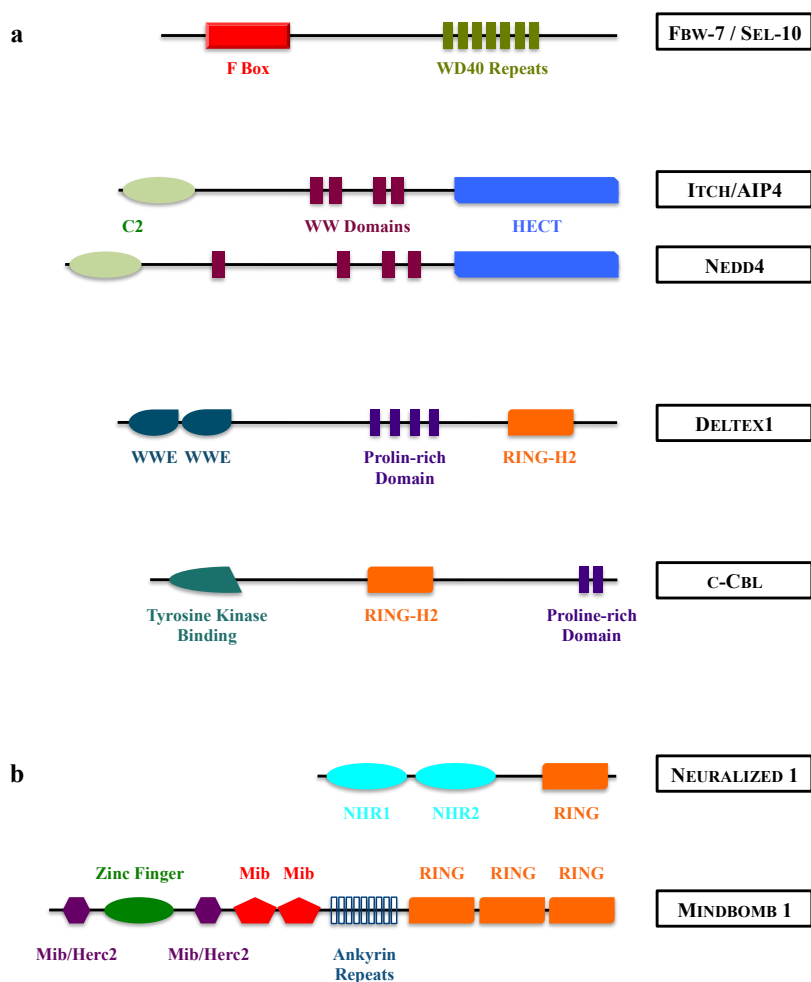 a
FBW-7 / SEL-10
F Box
WD40 Repeats
ITCH/AIP4
C2
WW Domains
HECT
NEDD4
DELTEX1
WWE
WWE
Prolin-rich
Domain
RING-H2
C-CBL
Tyrosine Kinase
Binding
RING-H2
Proline-rich
Domain
b
NEURALIZED 1
NHR1
NHR2
RING
Zinc Finger
Mib
Mib
RING
RING
RING
MINDBOMB 1
Mib/Herc2
Mib/Herc2
Ankyrin
Repeats